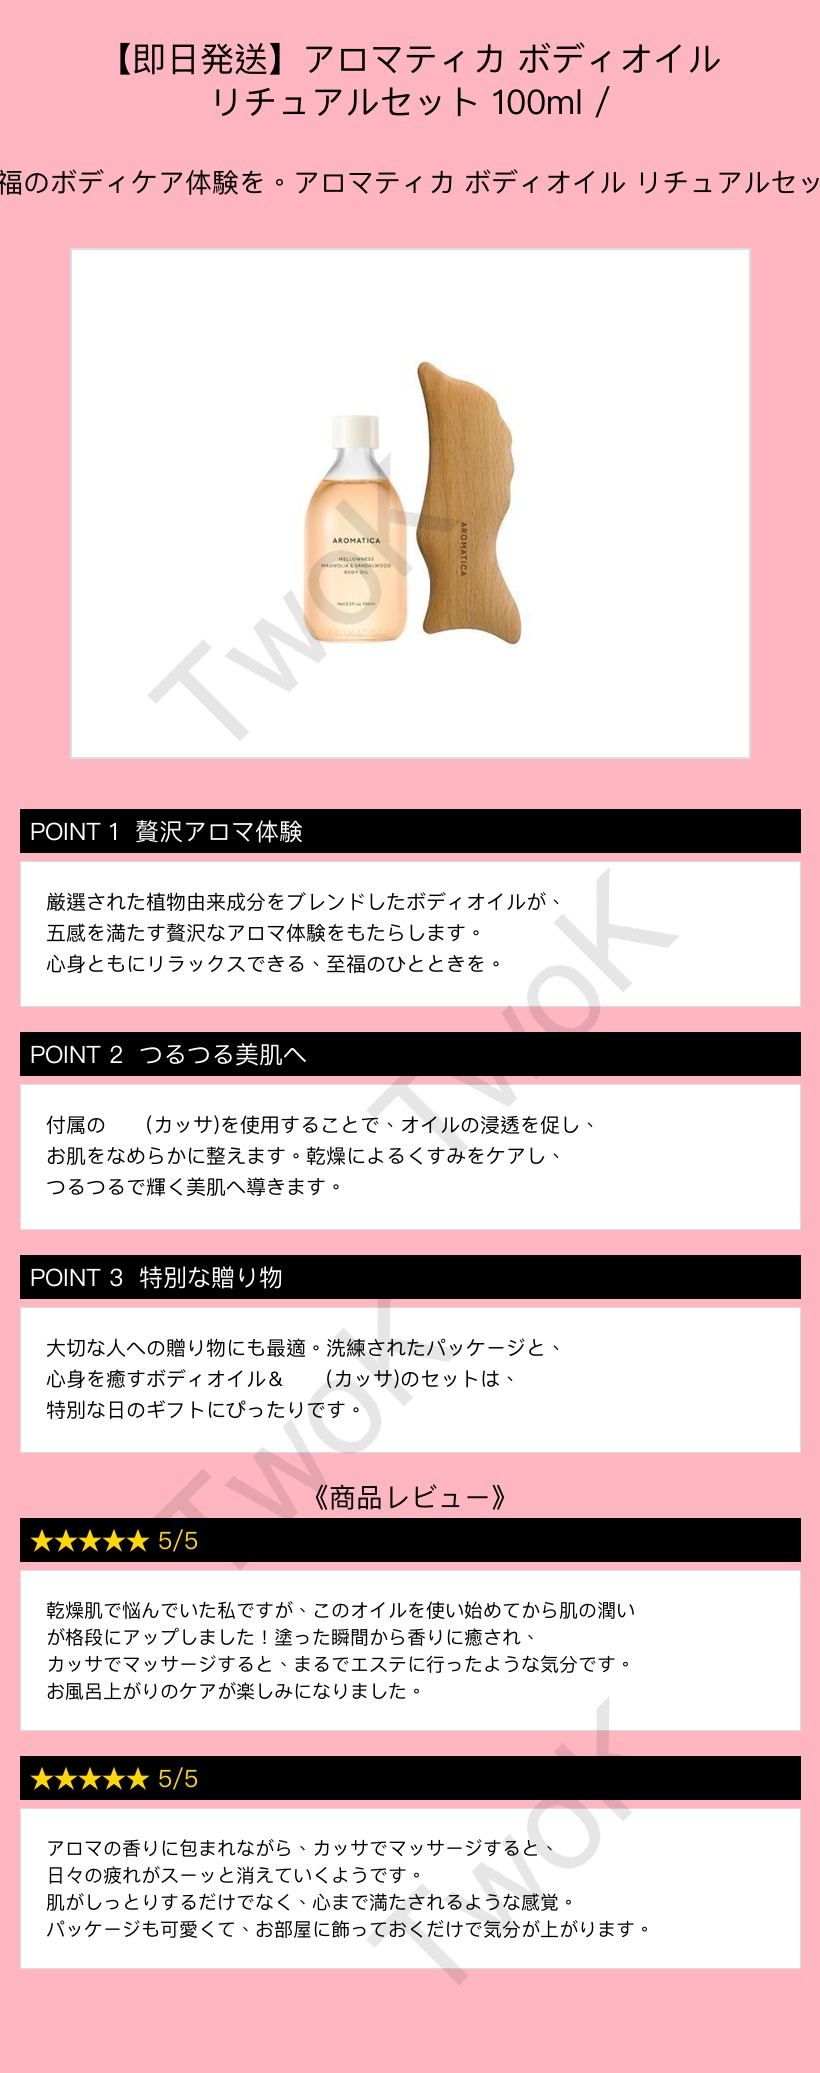 【即日発送】アロマティカ ボディオイル
リチュアルセット 100ml /
福のボディケア体験を。アロマティカ ボディオイル リチュアルセッ
AROMATICA
MELLOWNESS
MAGNOLIA & SANDALWOOD
BODY OIL
Net 3.3 fl. oz. 100ml
AROMATICA
TwoK
POINT 1 贅沢アロマ体験
厳選された植物由来成分をブレンドしたボディオイルが、
五感を満たす贅沢なアロマ体験をもたらします。
心身ともにリラックスできる、至福のひとときを。
TwoK
POINT 2 つるつる美肌へ
付属の (カッサ)を使用することで、オイルの浸透を促し、
お肌をなめらかに整えます。乾燥によるくすみをケアし、
つるつるで輝く美肌へ導きます。
POINT 3 特別な贈り物
大切な人への贈り物にも最適。洗練されたパッケージと、
心身を癒すボディオイル& (カッサ)のセットは、
特別な日のギフトにぴったりです。
TwoK
《商品レビュー》
★★★★★ 5/5
乾燥肌で悩んでいた私ですが、このオイルを使い始めてから肌の潤い
が格段にアップしました！塗った瞬間から香りに癒され、
カッサでマッサージすると、まるでエステに行ったような気分です。
お風呂上がりのケアが楽しみになりました。
★★★★★ 5/5
アロマの香りに包まれながら、カッサでマッサージすると、
日々の疲れがスーッと消えていくようです。
肌がしっとりするだけでなく、心まで満たされるような感覚。
パッケージも可愛くて、お部屋に飾っておくだけで気分が上がります。
TwoK